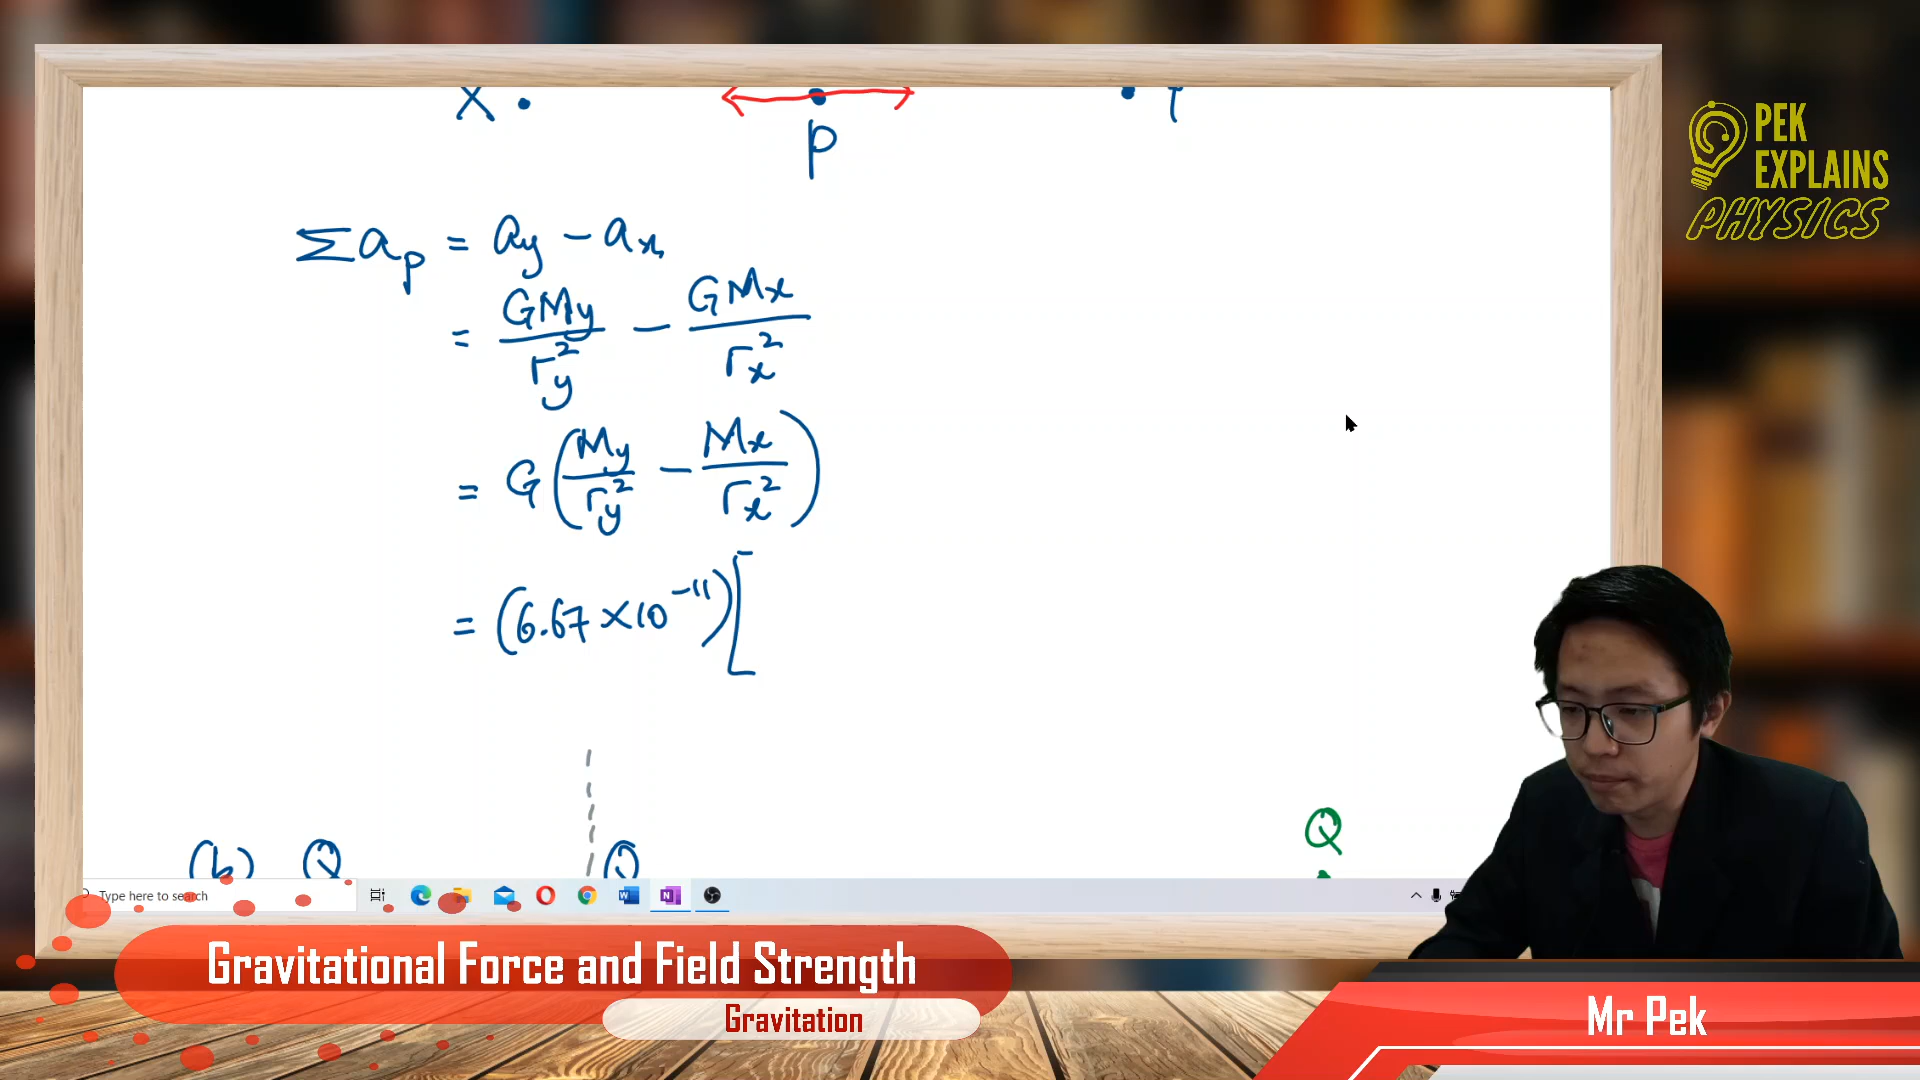 X
P
Σa_p = a_y − a_x
= GM_y / r_y² − GM_x / r_x²
= G(M_y / r_y² − M_x / r_x²)
= (6.67 × 10⁻¹¹)[
(b) Q
Q
Q
Type here to search
PEK
EXPLAINS
PHYSICS
Gravitational Force and Field Strength
Gravitation
Mr Pek